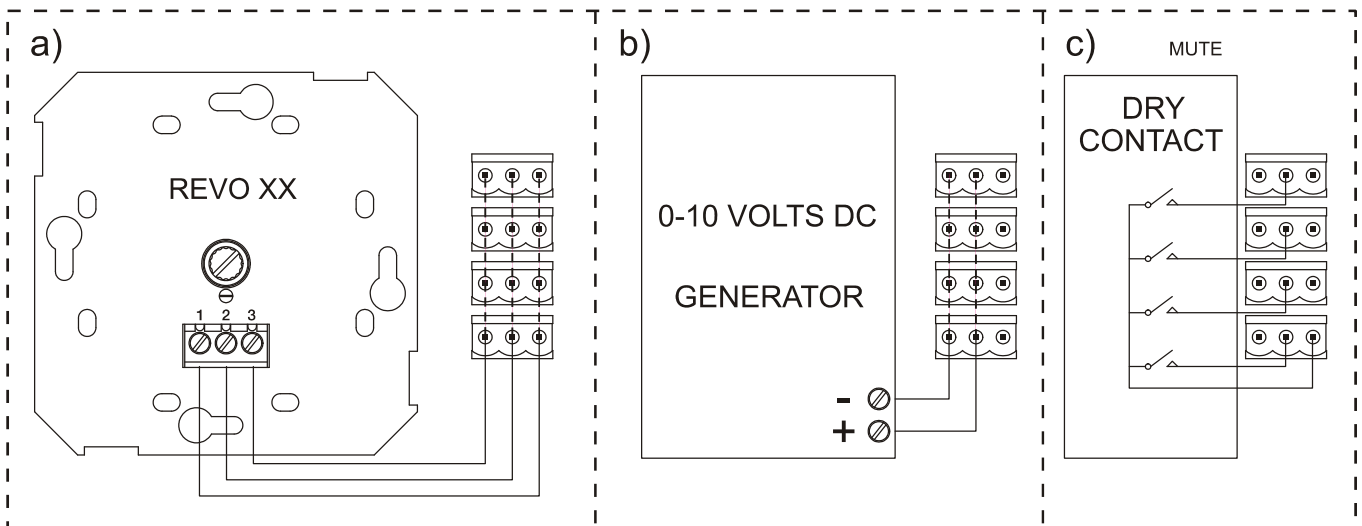 a)
REVO XX
1 2 3
b)
0-10 VOLTS DC
GENERATOR
-
+
c)
MUTE
DRY
CONTACT